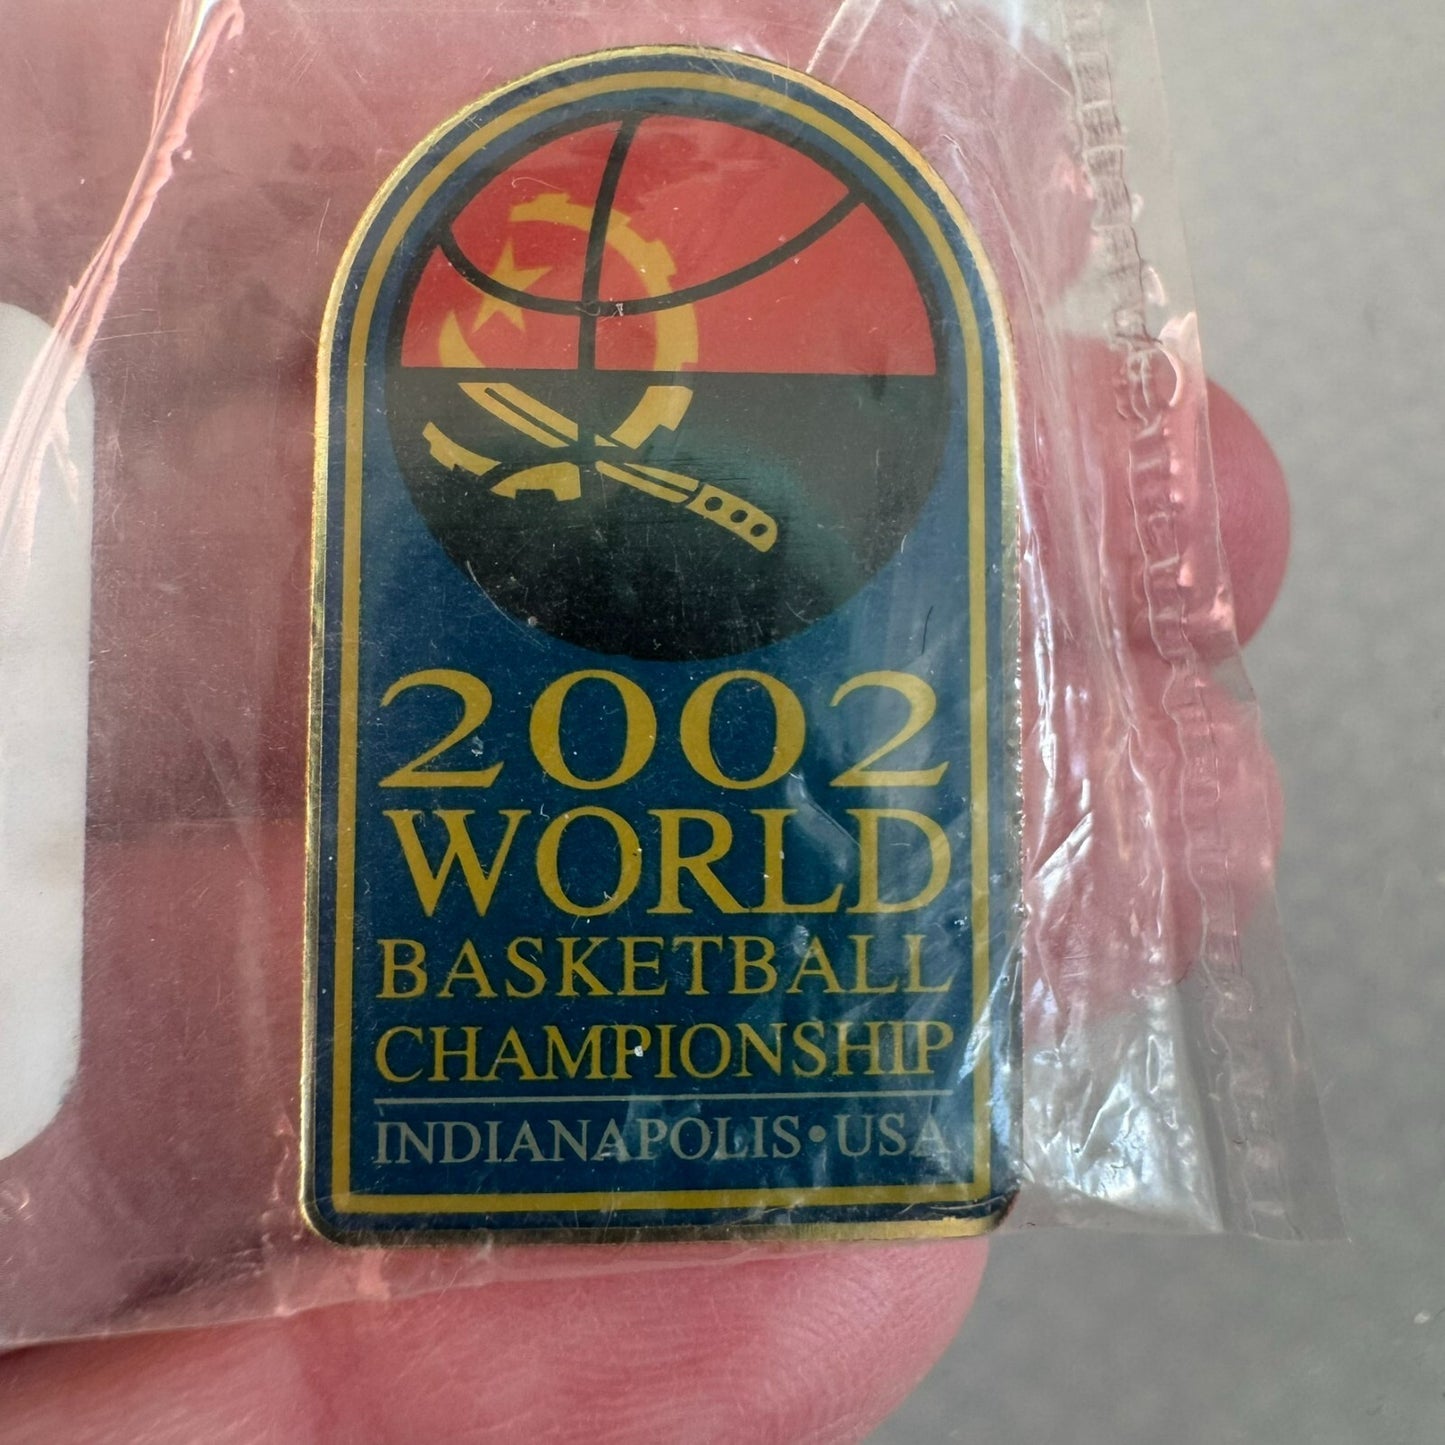 2002
WORLD
BASKETBALL
CHAMPIONSHIP
INDIANAPOLIS•USA